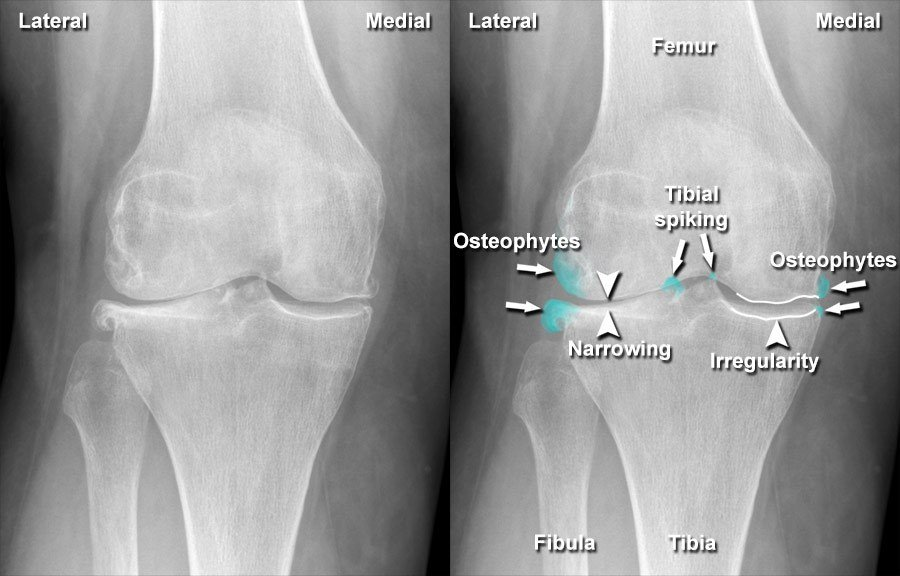 Lateral
Medial
Lateral
Medial
Femur
Tibial
spiking
Osteophytes
Osteophytes
Narrowing
Irregularity
Fibula
Tibia